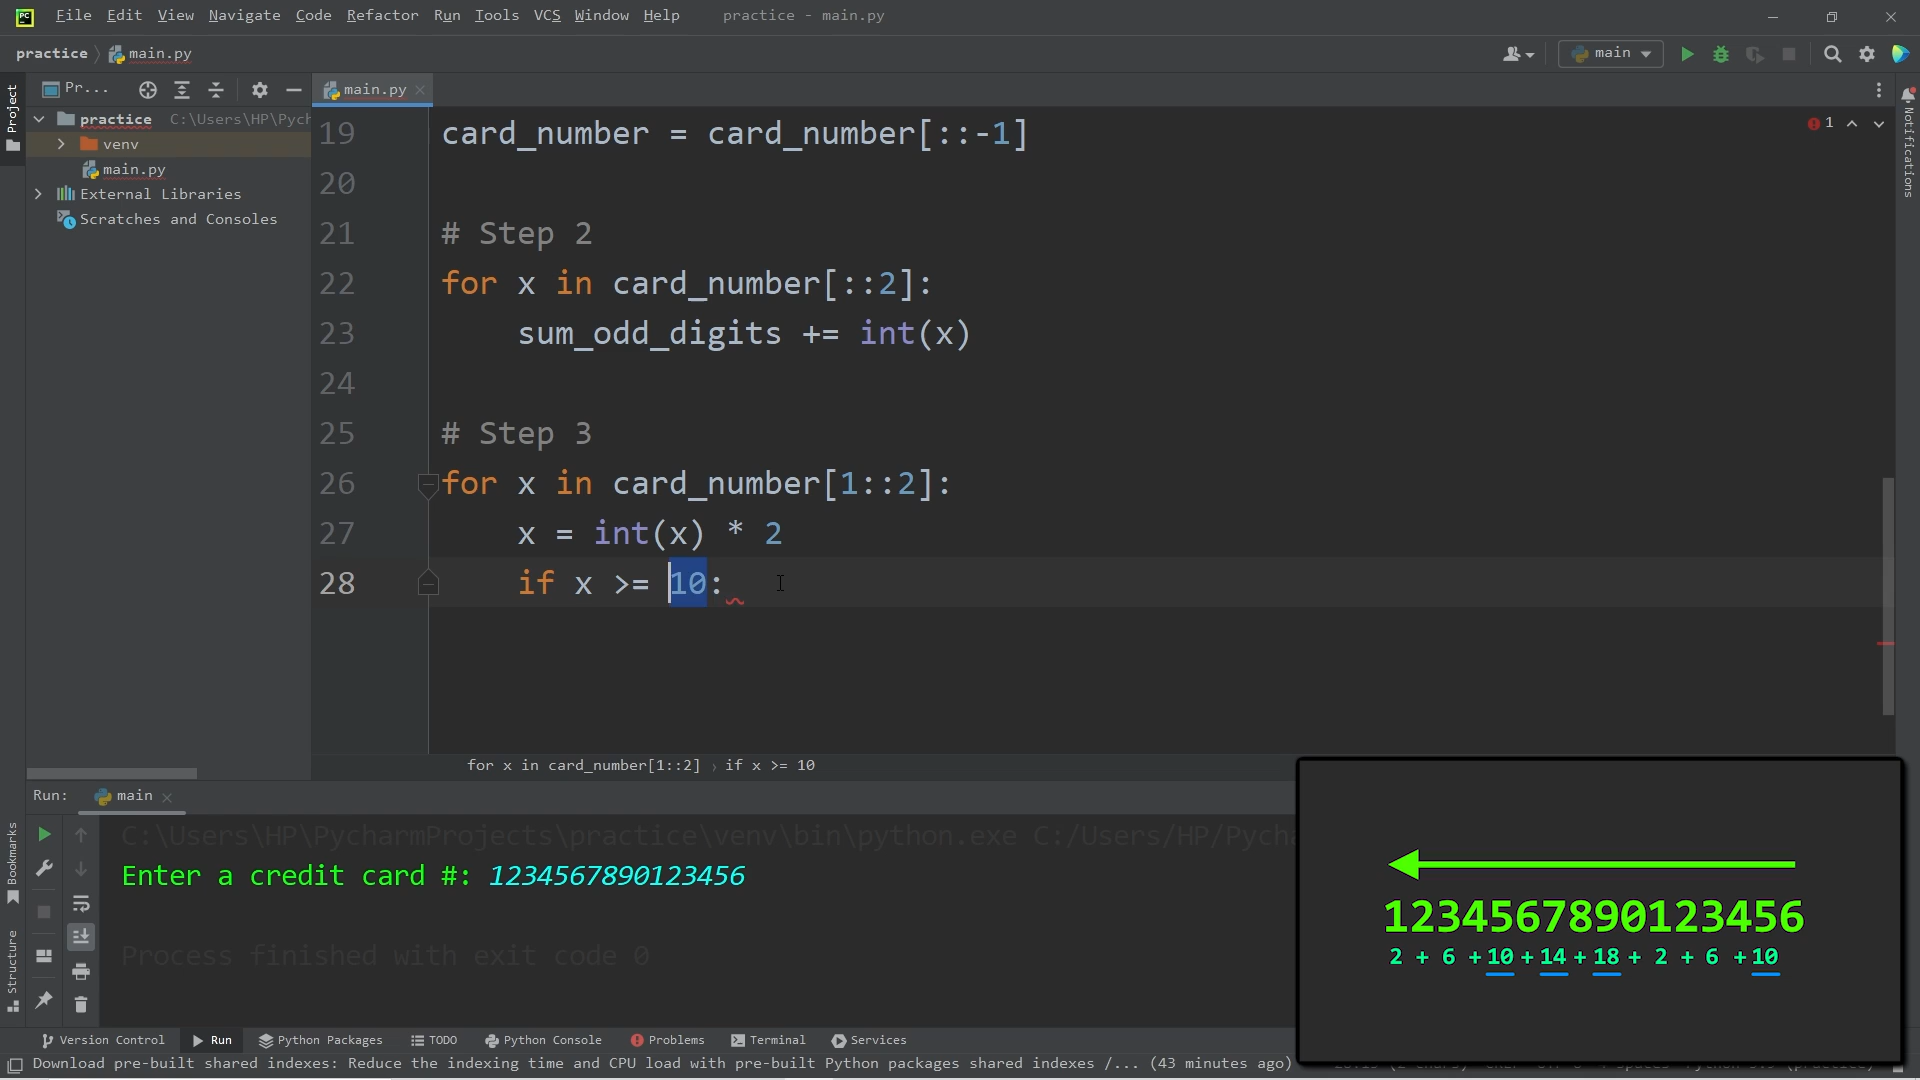 File Edit View Navigate Code Refactor Run Tools VCS Window Help practice - main.py
practice main.py main
Project Pr... main.py
practice C:\Users\HP\Pych
venv
main.py
External Libraries
Scratches and Consoles
19 card_number = card_number[::-1]
20
21 # Step 2
22 for x in card_number[::2]:
23 sum_odd_digits += int(x)
24
25 # Step 3
26 for x in card_number[1::2]:
27 x = int(x) * 2
28 if x >= 10:
1
Notifications
for x in card_number[1::2] › if x >= 10
Run: main
C:\Users\HP\PycharmProjects\practice\venv\bin\python.exe C:/Users/HP/Pycha
Enter a credit card #: 1234567890123456
Process finished with exit code 0
Bookmarks
Structure
1234567890123456
2 + 6 + 10 + 14 + 18 + 2 + 6 + 10
Version Control Run Python Packages TODO Python Console Problems Terminal Services
Download pre-built shared indexes: Reduce the indexing time and CPU load with pre-built Python packages shared indexes /... (43 minutes ago)